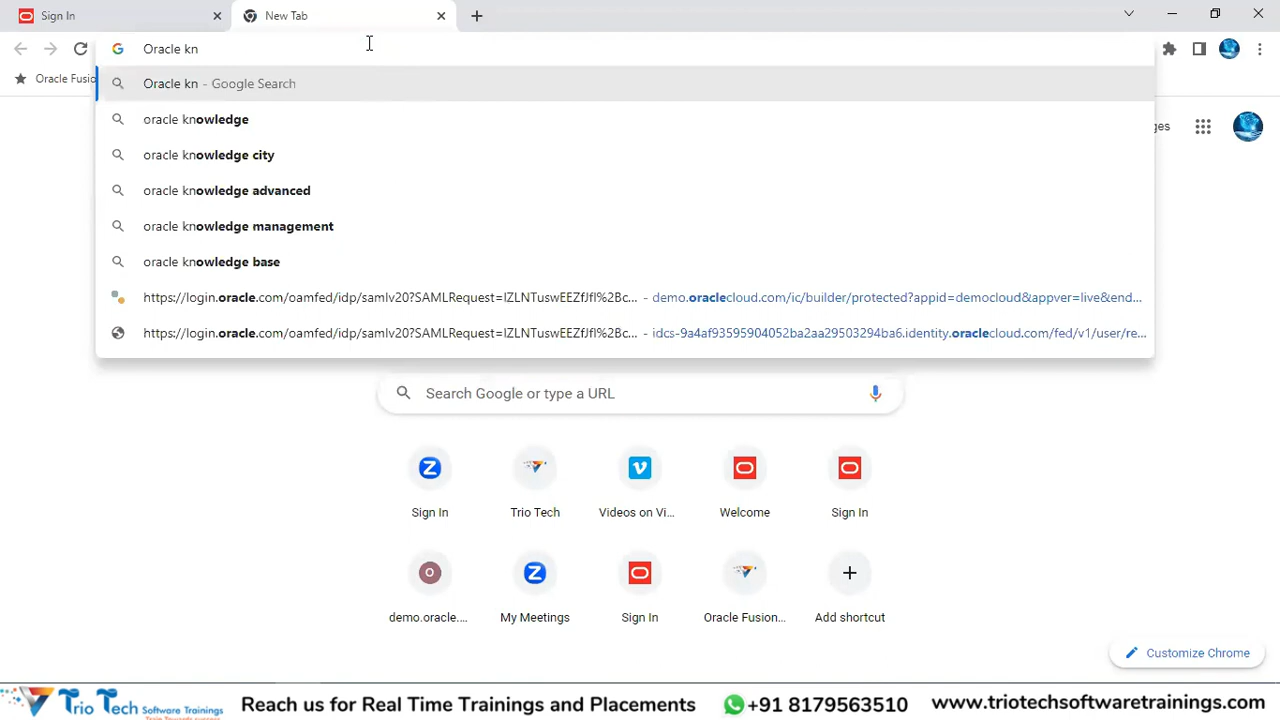 Sign In
New Tab
Oracle kn
Oracle Fusio
Oracle kn - Google Search
oracle knowledge
oracle knowledge city
oracle knowledge advanced
oracle knowledge management
oracle knowledge base
https://login.oracle.com/oamfed/idp/samlv20?SAMLRequest=lZLNTuswEEZfJfl%2Bc... - demo.oraclecloud.com/ic/builder/protected?appid=democloud&appver=live&end...
https://login.oracle.com/oamfed/idp/samlv20?SAMLRequest=lZLNTuswEEZfJfl%2Bc... - idcs-9a4af93595904052ba2aa29503294ba6.identity.oraclecloud.com/fed/v1/user/re...
ges
Search Google or type a URL
Sign In
Trio Tech
Videos on Vi...
Welcome
Sign In
demo.oracle....
My Meetings
Sign In
Oracle Fusion...
Add shortcut
Customize Chrome
Trio Tech
Software Trainings
Train Towards success
Reach us for Real Time Trainings and Placements
+91 8179563510
www.triotechsoftwaretrainings.com